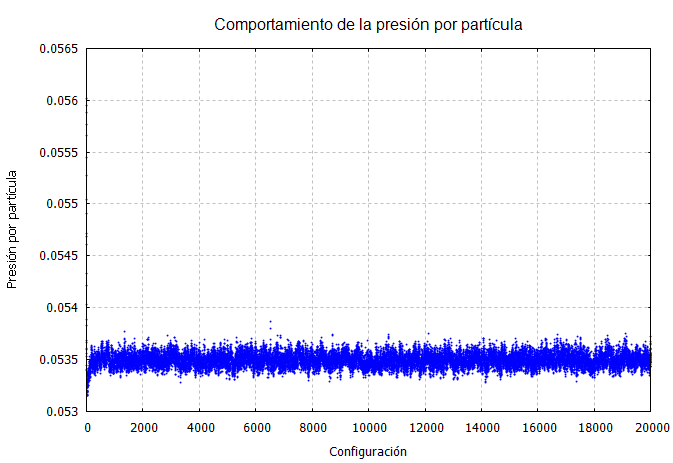 Comportamiento de la presión por partícula
0.0565
0.056
0.0555
0.055
0.0545
0.054
0.0535
0.053
Presión por partícula
0 2000 4000 6000 8000 10000 12000 14000 16000 18000 20000
Configuración